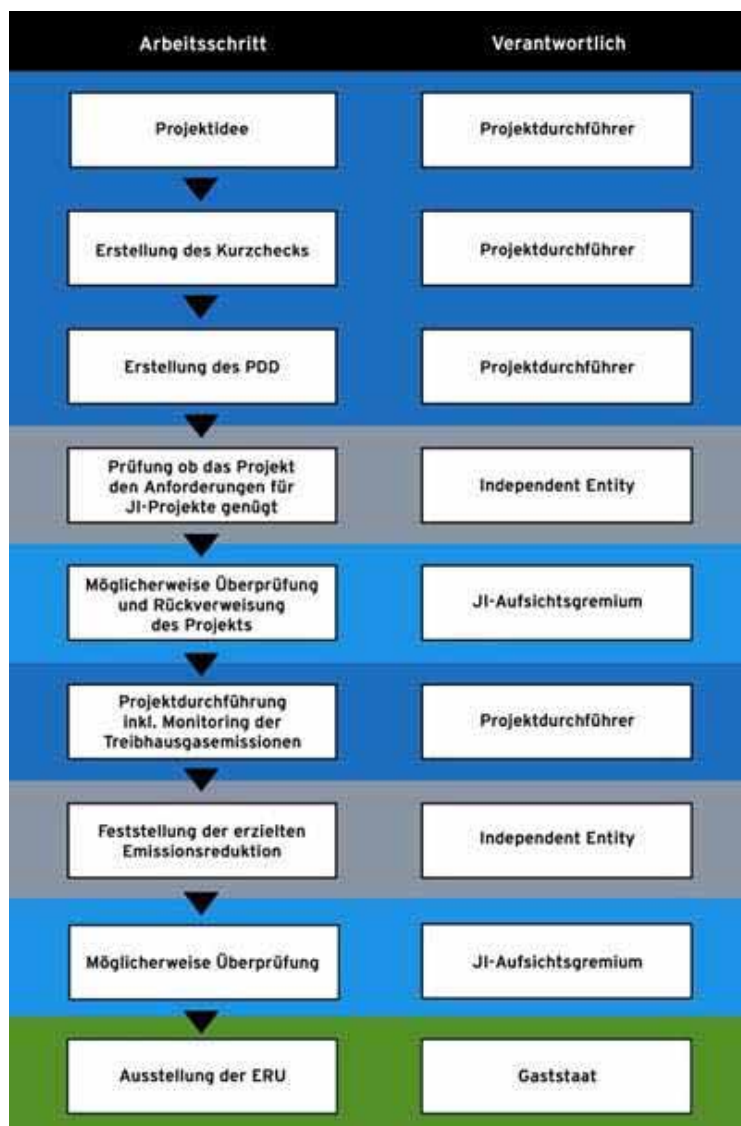 Arbeitsschritt Verantwortlich
Projektidee
Projektdurchführer
Erstellung des Kurzchecks
Projektdurchführer
Erstellung des PDD
Projektdurchführer
Prüfung ob das Projekt
den Anforderungen für
JI-Projekte genügt
Independent Entity
Möglicherweise Überprüfung
und Rückverweisung
des Projekts
JI-Aufsichtsgremium
Projektdurchführung
inkl. Monitoring der
Treibhausgasemissionen
Projektdurchführer
Feststellung der erzielten
Emissionsreduktion
Independent Entity
Möglicherweise Überprüfung
JI-Aufsichtsgremium
Ausstellung der ERU
Gaststaat